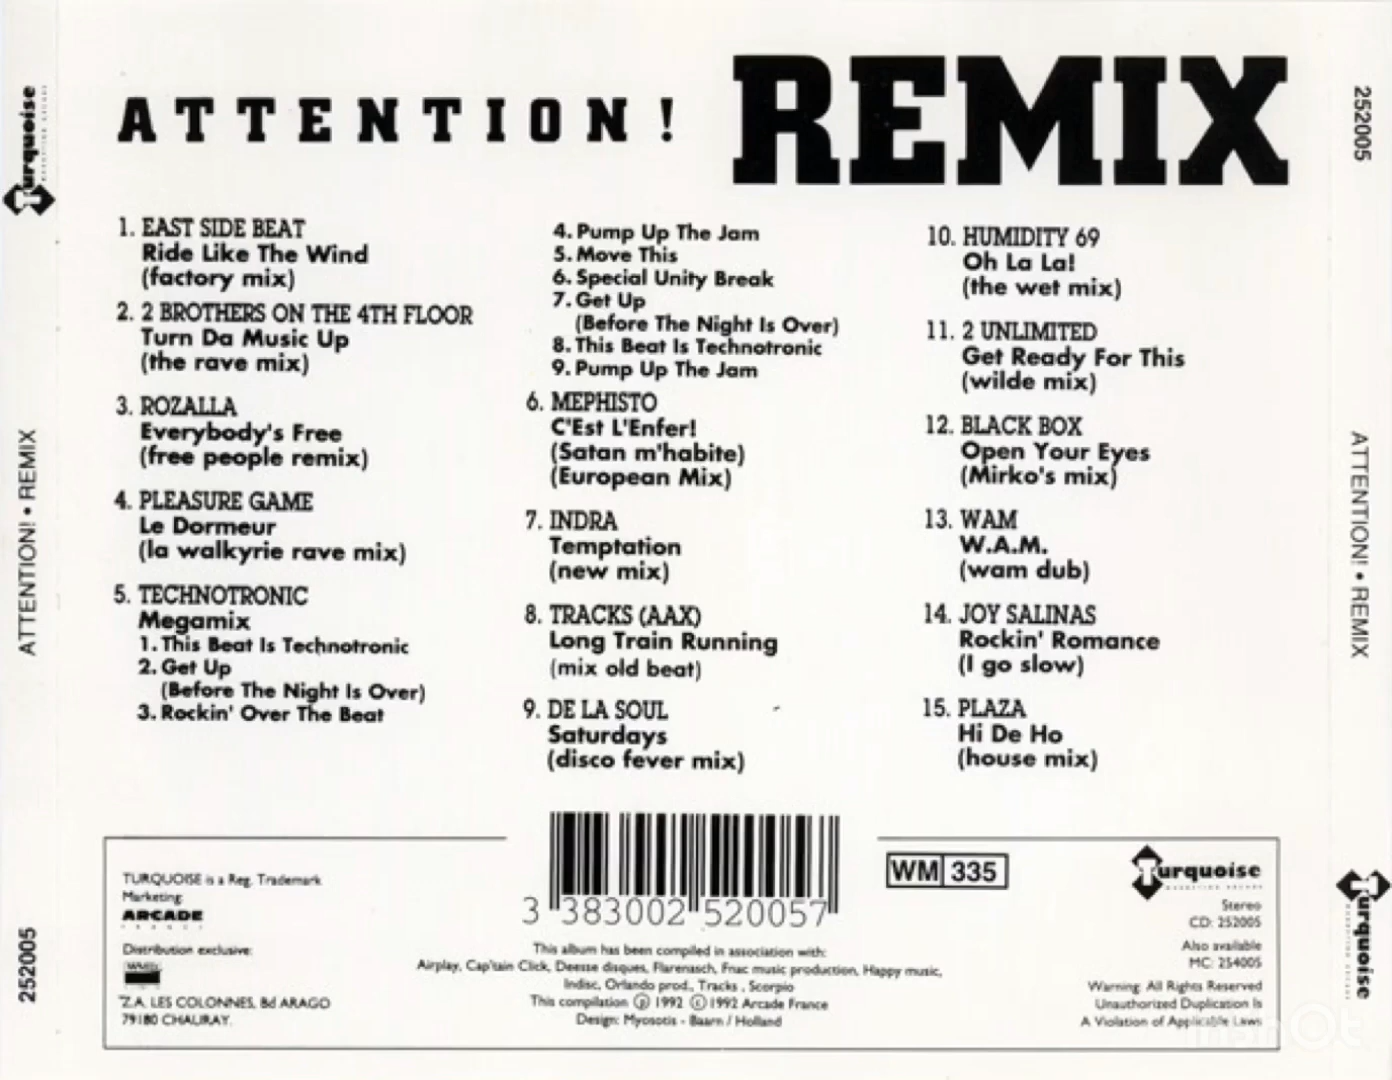 ATTENTION! REMIX
1. EAST SIDE BEAT
Ride Like The Wind
(factory mix)
2. 2 BROTHERS ON THE 4TH FLOOR
Turn Da Music Up
(the rave mix)
3. ROZALLA
Everybody's Free
(free people remix)
4. PLEASURE GAME
Le Dormeur
(la walkyrie rave mix)
5. TECHNOTRONIC
Megamix
1. This Beat Is Technotronic
2. Get Up
(Before The Night Is Over)
3. Rockin' Over The Beat
4. Pump Up The Jam
5. Move This
6. Special Unity Break
7. Get Up
(Before The Night Is Over)
8. This Beat Is Technotronic
9. Pump Up The Jam
6. MEPHISTO
C'Est L'Enfer!
(Satan m'habite)
(European Mix)
7. INDRA
Temptation
(new mix)
8. TRACKS (AAX)
Long Train Running
(mix old beat)
9. DE LA SOUL
Saturdays
(disco fever mix)
10. HUMIDITY 69
Oh La La!
(the wet mix)
11. 2 UNLIMITED
Get Ready For This
(wilde mix)
12. BLACK BOX
Open Your Eyes
(Mirko's mix)
13. WAM
W.A.M.
(wam dub)
14. JOY SALINAS
Rockin' Romance
(I go slow)
15. PLAZA
Hi De Ho
(house mix)
TURQUOISE is a Reg. Trademark
Marketing:
ARCADE
FRANCE
Distribution exclusive:
Z.A. LES COLONNES, Bd ARAGO
79180 CHAURAY.
3 383002 520057
This album has been compiled in association with:
Airplay, Cap'tain Click, Deesse disques, Flarenasch, Fnac music production, Happy music,
Indisc, Orlando prod., Tracks, Scorpio
This compilation ℗ 1992 © 1992 Arcade France
Design: Myosotis - Baarn / Holland
WM 335
Turquoise
Stereo
CD: 252005
Also available
MC: 254005
Warning: All Rights Reserved
Unauthorized Duplication Is
A Violation of Applicable Laws
Turquoise
ATTENTION! • REMIX
252005
252005
ATTENTION! • REMIX
Turquoise